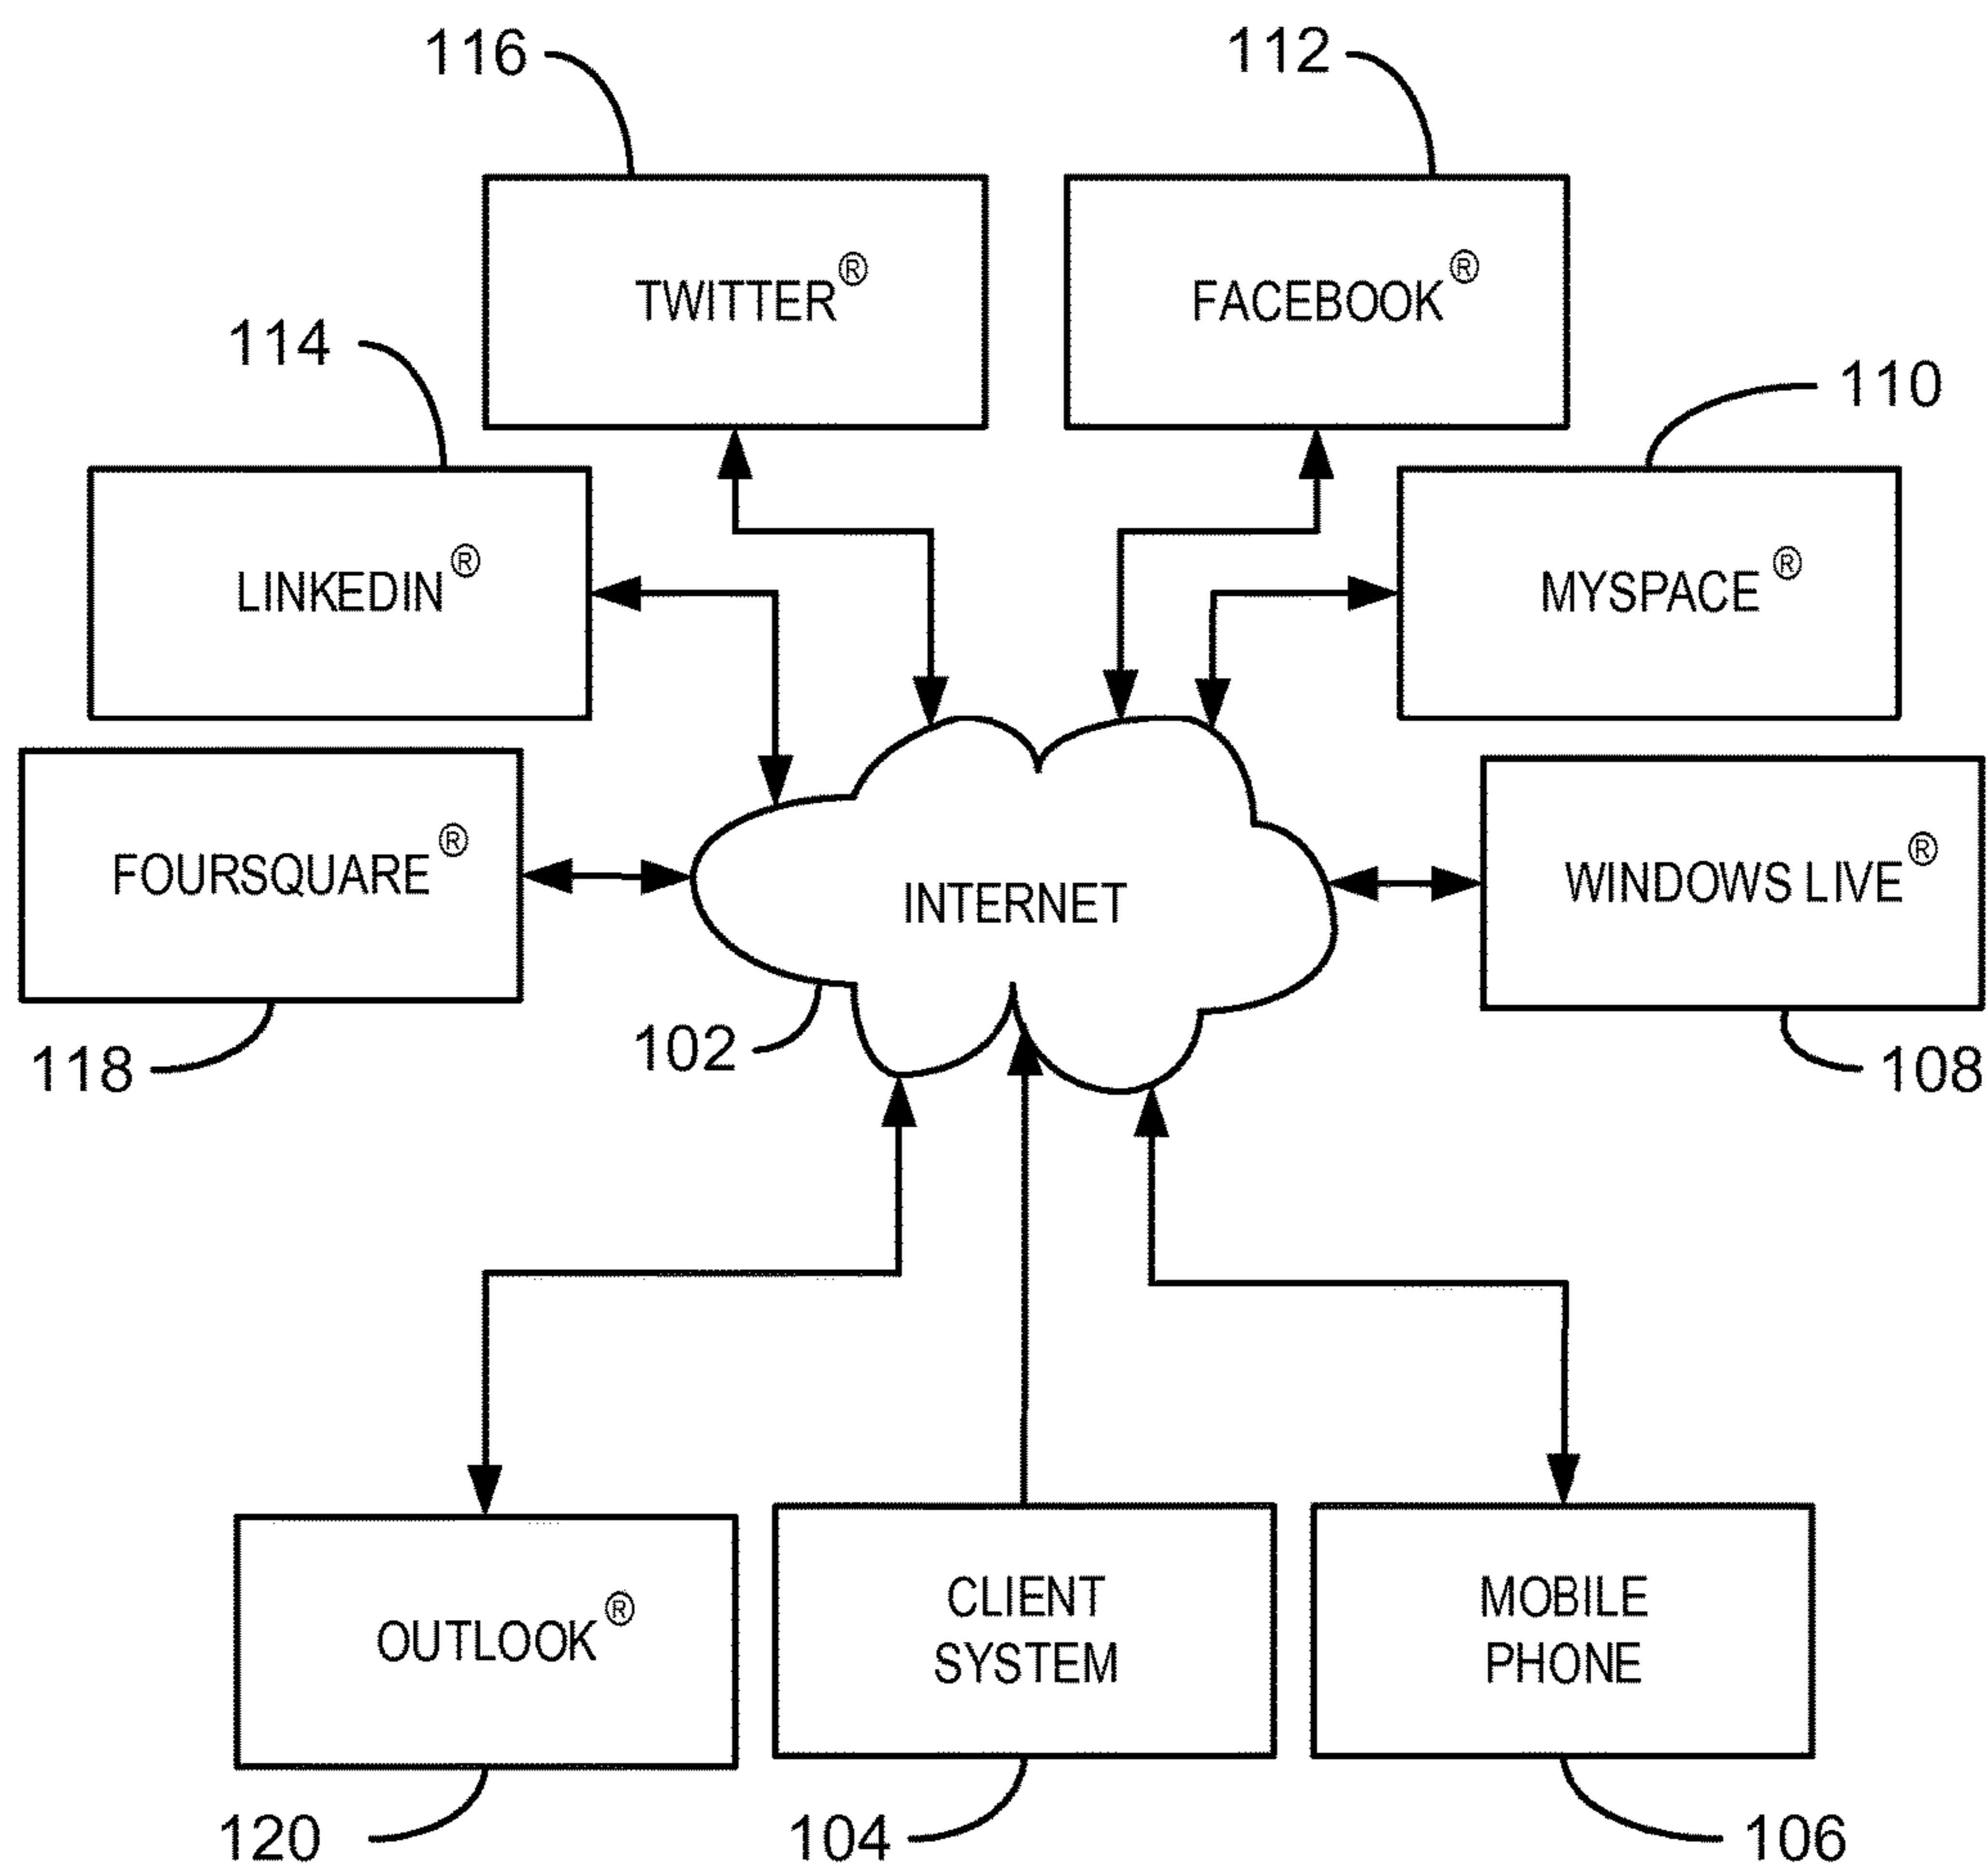 116
112
TWITTER®
FACEBOOK®
114
110
LINKEDIN®
MYSPACE®
FOURSQUARE®
INTERNET
WINDOWS LIVE®
118
102
108
OUTLOOK®
CLIENT
SYSTEM
MOBILE
PHONE
120
104
106